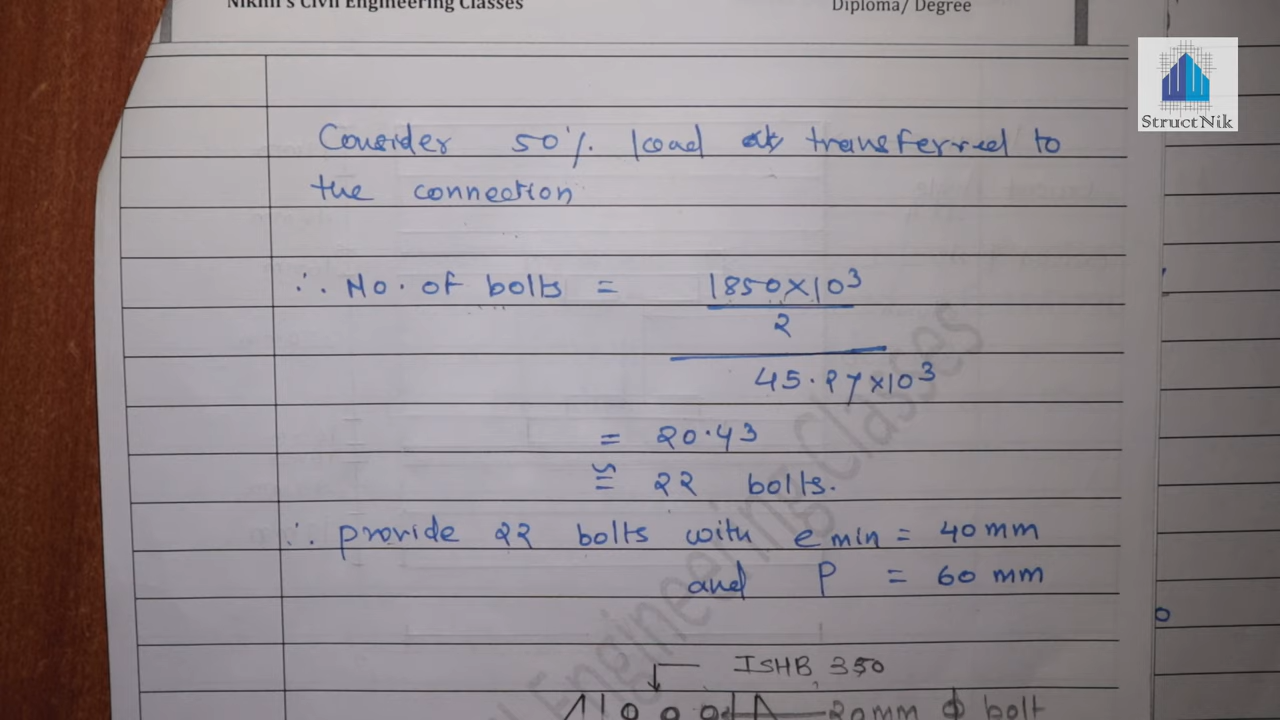 Nikhil's Civil Engineering Classes
Diploma/ Degree
StructNik
Consider 50% load transferred to
the connection
∴ No. of bolts = 1850×10³
2
45.27×10³
= 20.43
≅ 22 bolts.
∴ provide 22 bolts with e min = 40 mm
and P = 60 mm
ISHB, 350
20mm ϕ bolt
Engineering Classes